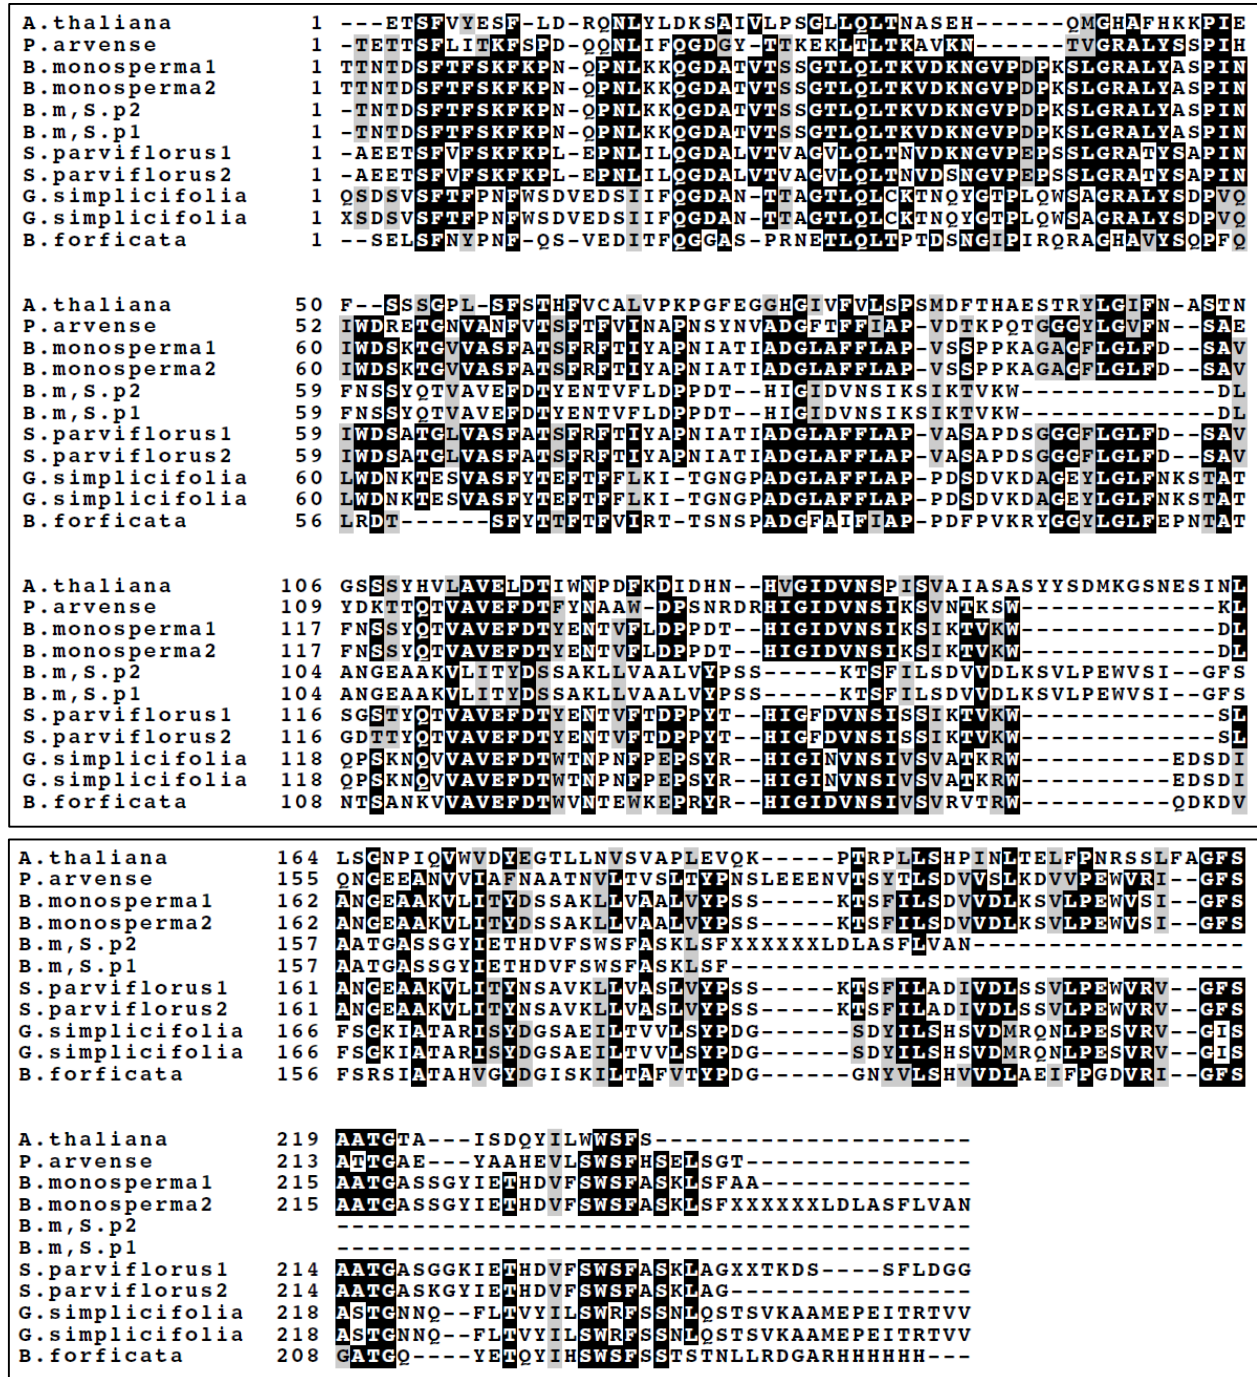 A.thaliana 1 ---ETSFVYESF-LD-RQNLYLDKSAIVLPSGLLQLTNASEH------QMGHAFHKKPIE
P.arvense 1 -TETTSFLITKFSPD-QQNLIFQGDGY-TTKEKLTLTKAVKN------TVGRALYSSPIH
B.monosperma1 1 TTNTDSFTFSKFKPN-QPNLKKQGDATVTSSGTLQLTKVDKNGVPDPKSLGRALYASPIN
B.monosperma2 1 TTNTDSFTFSKFKPN-QPNLKKQGDATVTSSGTLQLTKVDKNGVPDPKSLGRALYASPIN
B.m,S.p2 1 -TNTDSFTFSKFKPN-QPNLKKQGDATVTSSGTLQLTKVDKNGVPDPKSLGRALYASPIN
B.m,S.p1 1 -TNTDSFTFSKFKPN-QPNLKKQGDATVTSSGTLQLTKVDKNGVPDPKSLGRALYASPIN
S.parviflorus1 1 -AEETSFVFSKFKPL-EPNLILQGDALVTVAGVLQLTNVDKNGVPEPSSLGRATYSAPIN
S.parviflorus2 1 -AEETSFVFSKFKPL-EPNLILQGDALVTVAGVLQLTNVDSNGVPEPSSLGRATYSAPIN
G.simplicifolia 1 QSDSVSFTFPNFWSDVEDSIIFQGDAN-TTAGTLQLCKTNQYGTPLQWSAGRALYSDPVQ
G.simplicifolia 1 XSDSVSFTFPNFWSDVEDSIIFQGDAN-TTAGTLQLCKTNQYGTPLQWSAGRALYSDPVQ
B.forficata 1 --SELSFNYPNF-QS-VEDITFQGGAS-PRNETLQLTPTDSNGIPIRQRAGHAVYSQPFQ
A.thaliana 50 F--SSSGPL-SFSTHFVCALVPKPGFEGGHGIVFVLSPSMDFTHAESTRYLGIFN-ASTN
P.arvense 52 IWDRETGNVANFVTSFTFVINAPNSYNVADGFTFFIAP-VDTKPQTGGGYLGVFN--SAE
B.monosperma1 60 IWDSKTGVVASFATSFRFTIYAPNIATIADGLAFFLAP-VSSPPKAGAGFLGLFD--SAV
B.monosperma2 60 IWDSKTGVVASFATSFRFTIYAPNIATIADGLAFFLAP-VSSPPKAGAGFLGLFD--SAV
B.m,S.p2 59 FNSSYQTVAVEFDTYENTVFLDPPDT--HIGIDVNSIKSIKTVKW-------------DL
B.m,S.p1 59 FNSSYQTVAVEFDTYENTVFLDPPDT--HIGIDVNSIKSIKTVKW-------------DL
S.parviflorus1 59 IWDSATGLVASFATSFRFTIYAPNIATIADGLAFFLAP-VASAPDSGGGFLGLFD--SAV
S.parviflorus2 59 IWDSATGLVASFATSFRFTIYAPNIATIADGLAFFLAP-VASAPDSGGGFLGLFD--SAV
G.simplicifolia 60 LWDNKTESVASFYTEFTFFLKI-TGNGPADGLAFFLAP-PDSDVKDAGEYLGLFNKSTAT
G.simplicifolia 60 LWDNKTESVASFYTEFTFFLKI-TGNGPADGLAFFLAP-PDSDVKDAGEYLGLFNKSTAT
B.forficata 56 LRDT------SFYTTFTFVIRT-TSNSPADGFAIFIAP-PDFPVKRYGGYLGLFEPNTAT
A.thaliana 106 GSSSYHVLAVELDTIWNPDFKDIDHN--HVGIDVNSPISVAIASASYYSDMKGSNESINL
P.arvense 109 YDKTTQTVAVEFDTFYNAAW-DPSNRDRHIGIDVNSIKSVNTKSW-------------KL
B.monosperma1 117 FNSSYQTVAVEFDTYENTVFLDPPDT--HIGIDVNSIKSIKTVKW-------------DL
B.monosperma2 117 FNSSYQTVAVEFDTYENTVFLDPPDT--HIGIDVNSIKSIKTVKW-------------DL
B.m,S.p2 104 ANGEAAKVLITYDSSAKLLVAALVYPSS-----KTSFILSDVVDLKSVLPEWVSI--GFS
B.m,S.p1 104 ANGEAAKVLITYDSSAKLLVAALVYPSS-----KTSFILSDVVDLKSVLPEWVSI--GFS
S.parviflorus1 116 SGSTYQTVAVEFDTYENTVFTDPPYT--HIGFDVNSISSIKTVKW-------------SL
S.parviflorus2 116 GDTTYQTVAVEFDTYENTVFTDPPYT--HIGFDVNSISSIKTVKW-------------SL
G.simplicifolia 118 QPSKNQVVAVEFDTWTNPNFPEPSYR--HIGINVNSIVSVATKRW----------EDSDI
G.simplicifolia 118 QPSKNQVVAVEFDTWTNPNFPEPSYR--HIGINVNSIVSVATKRW----------EDSDI
B.forficata 108 NTSANKVVAVEFDTWVNTEWKEPRYR--HIGIDVNSIVSVRVTRW----------QDKDV
A.thaliana 164 LSGNPIQVWVDYEGTLLNVSVAPLEVQK-----PTRPLLSHPINLTELFPNRSSLFAGFS
P.arvense 155 QNGEEANVVIAFNAATNVLTVSLTYPNSLEEENVTSYTLSDVVSLKDVVPEWVRI--GFS
B.monosperma1 162 ANGEAAKVLITYDSSAKLLVAALVYPSS-----KTSFILSDVVDLKSVLPEWVSI--GFS
B.monosperma2 162 ANGEAAKVLITYDSSAKLLVAALVYPSS-----KTSFILSDVVDLKSVLPEWVSI--GFS
B.m,S.p2 157 AATGASSGYIETHDVFSWSFASKLSFXXXXXXLDLASFLVAN------------------
B.m,S.p1 157 AATGASSGYIETHDVFSWSFASKLSF----------------------------------
S.parviflorus1 161 ANGEAAKVLITYNSAVKLLVASLVYPSS-----KTSFILADIVDLSSVLPEWVRV--GFS
S.parviflorus2 161 ANGEAAKVLITYNSAVKLLVASLVYPSS-----KTSFILADIVDLSSVLPEWVRV--GFS
G.simplicifolia 166 FSGKIATARISYDGSAEILTVVLSYPDG------SDYILSHSVDMRQNLPESVRV--GIS
G.simplicifolia 166 FSGKIATARISYDGSAEILTVVLSYPDG------SDYILSHSVDMRQNLPESVRV--GIS
B.forficata 156 FSRSIATAHVGYDGISKILTAFVTYPDG------GNYVLSHVVDLAEIFPGDVRI--GFS
A.thaliana 219 AATGTA---ISDQYILWWSFS---------------------
P.arvense 213 ATTGAE---YAAHEVLSWSFHSELSGT---------------
B.monosperma1 215 AATGASSGYIETHDVFSWSFASKLSFAA--------------
B.monosperma2 215 AATGASSGYIETHDVFSWSFASKLSFXXXXXXLDLASFLVAN
B.m,S.p2 ------------------------------------------
B.m,S.p1 ------------------------------------------
S.parviflorus1 214 AATGASGGKIETHDVFSWSFASKLAGXXTKDS----SFLDGG
S.parviflorus2 214 AATGASKGYIETHDVFSWSFASKLAG----------------
G.simplicifolia 218 ASTGNNQ--FLTVYILSWRFSSNLQSTSVKAAMEPEITRTVV
G.simplicifolia 218 ASTGNNQ--FLTVYILSWRFSSNLQSTSVKAAMEPEITRTVV
B.forficata 208 GATGQ----YETQYIHSWSFSSTSTNLLRDGARHHHHHH---